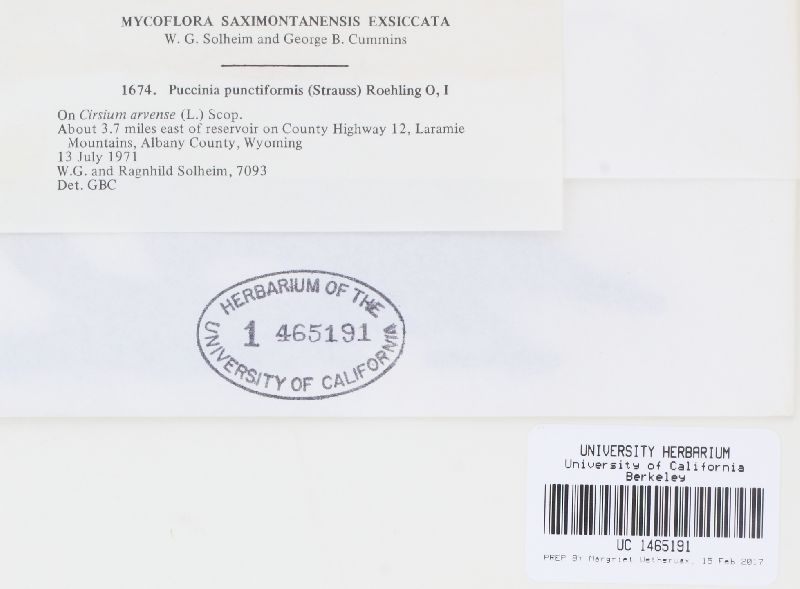 MYCOFLORA SAXIMONTANENSIS EXSICCATA
W. G. Solheim and George B. Cummins
1674. Puccinia punctiformis (Strauss) Roehling O, I
On Cirsium arvense (L.) Scop.
About 3.7 miles east of reservoir on County Highway 12, Laramie
Mountains, Albany County, Wyoming
13 July 1971
W.G. and Ragnhild Solheim, 7093
Det. GBC
HERBARIUM OF THE
1 465191
UNIVERSITY OF CALIFORNIA
UNIVERSITY HERBARIUM
University of California
Berkeley
UC 1465191
PREP BY Margriet 15 Feb 2017